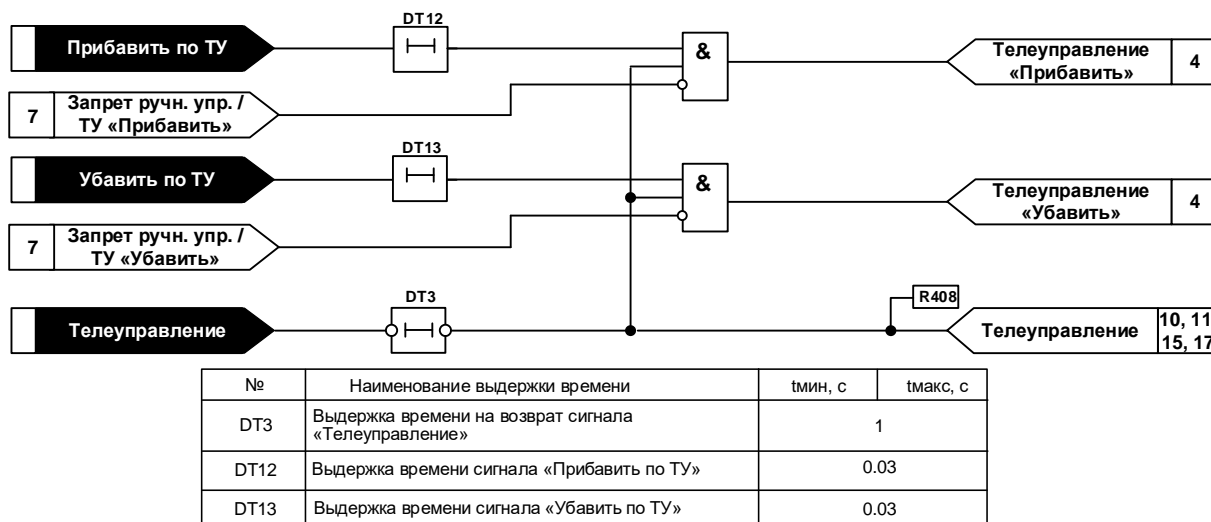 DT12
Прибавить по ТУ
&
Телеуправление
«Прибавить»
4
7
Запрет ручн. упр. /
ТУ «Прибавить»
DT13
Убавить по ТУ
&
Телеуправление
«Убавить»
4
7
Запрет ручн. упр. /
ТУ «Убавить»
DT3
R408
Телеуправление
Телеуправление
10, 11
15, 17
№ Наименование выдержки времени tмин, с tмакс, с
DT3
Выдержка времени на возврат сигнала
«Телеуправление»
1
DT12 Выдержка времени сигнала «Прибавить по ТУ» 0.03
DT13 Выдержка времени сигнала «Убавить по ТУ» 0.03